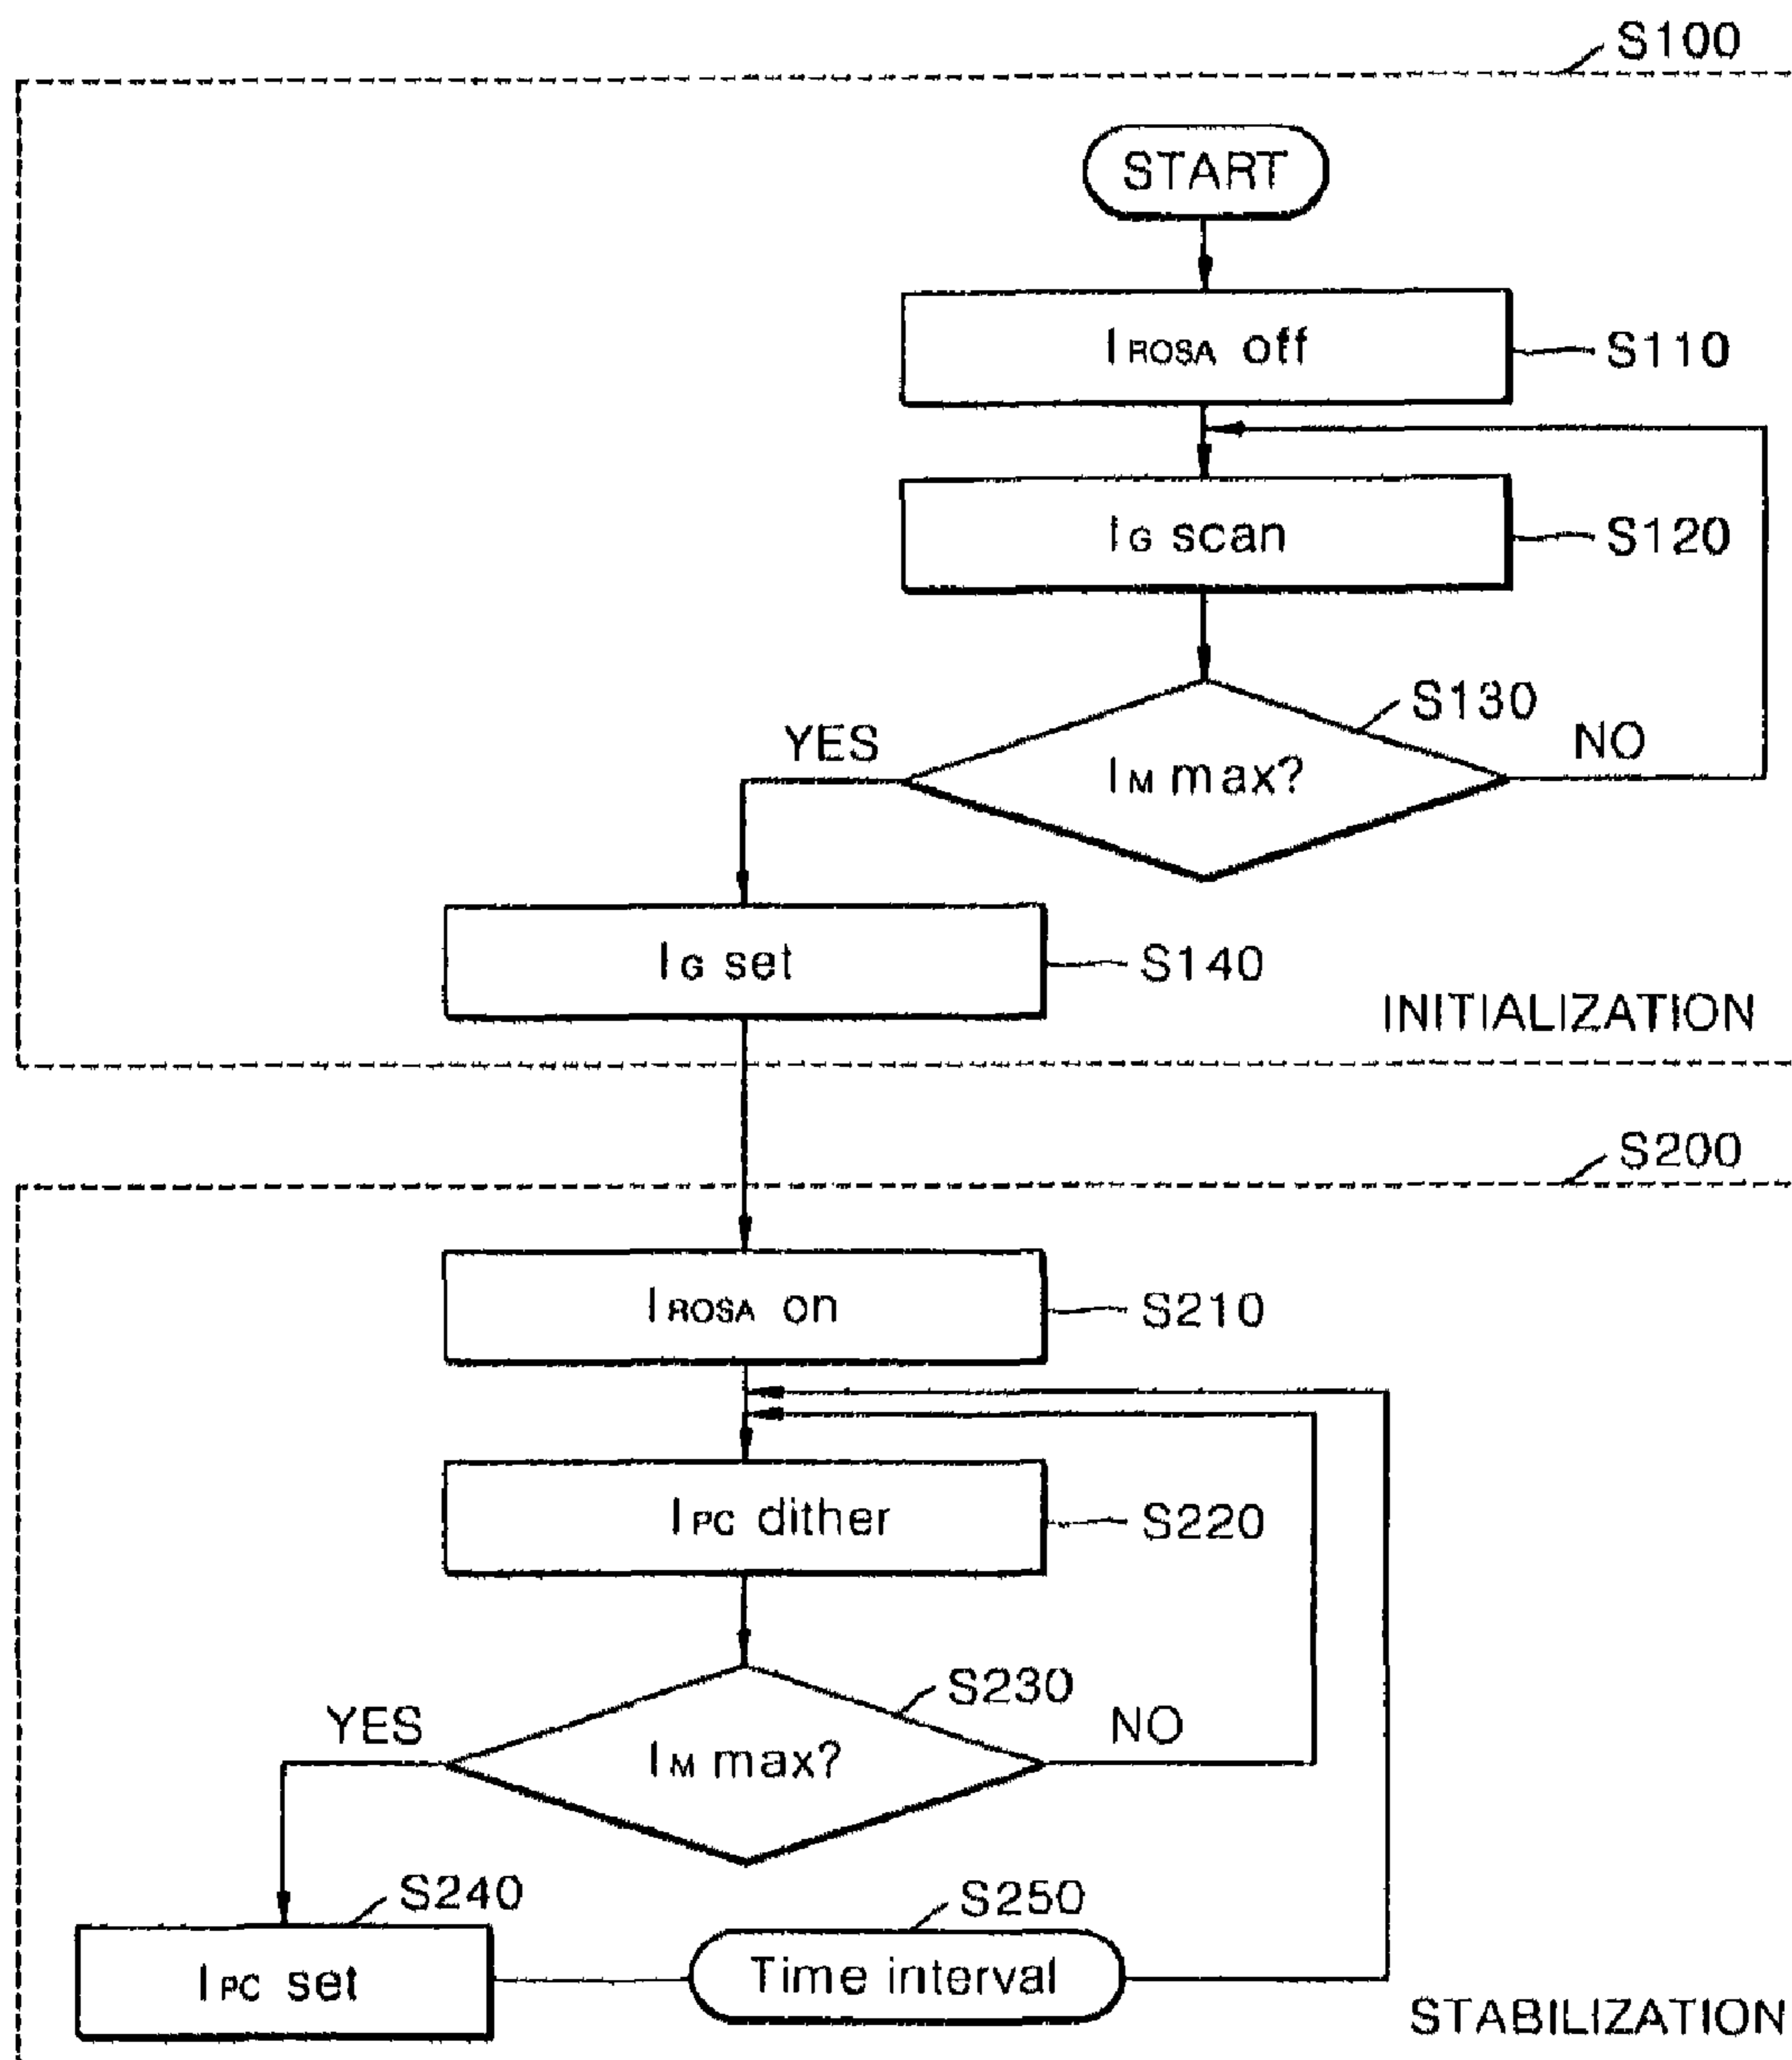 S100
START
IROSA off
S110
IG scan
S120
S130
YES
NO
IM max?
IG set
S140
INITIALIZATION
S200
IROSA on
S210
IPC dither
S220
S230
YES
NO
IM max?
S240
S250
IPC set
Time interval
STABILIZATION